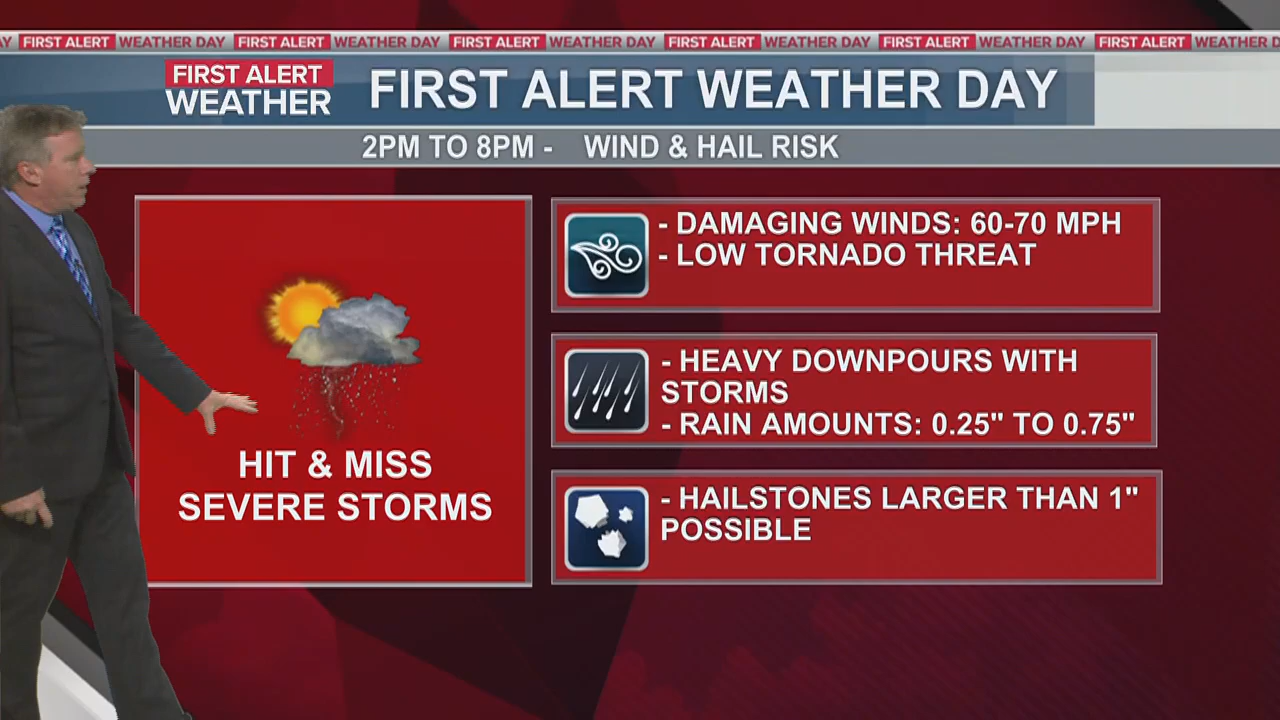 Y FIRST ALERT WEATHER DAY FIRST ALERT WEATHER DAY FIRST ALERT WEATHER DAY FIRST ALERT WEATHER DAY FIRST ALERT WEATHER DAY FIRST ALERT WEATHER D
FIRST ALERT
WEATHER
FIRST ALERT WEATHER DAY
2PM TO 8PM - WIND & HAIL RISK
HIT & MISS
SEVERE STORMS
- DAMAGING WINDS: 60-70 MPH
- LOW TORNADO THREAT
- HEAVY DOWNPOURS WITH
STORMS
- RAIN AMOUNTS: 0.25" TO 0.75"
- HAILSTONES LARGER THAN 1"
POSSIBLE